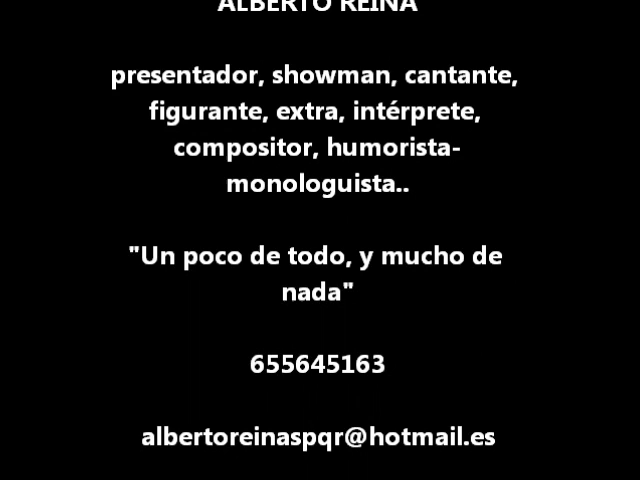 ALBERTO REINA
presentador, showman, cantante,
figurante, extra, intérprete,
compositor, humorista-
monologuista..
"Un poco de todo, y mucho de
nada"
655645163
albertoreinaspqr@hotmail.es